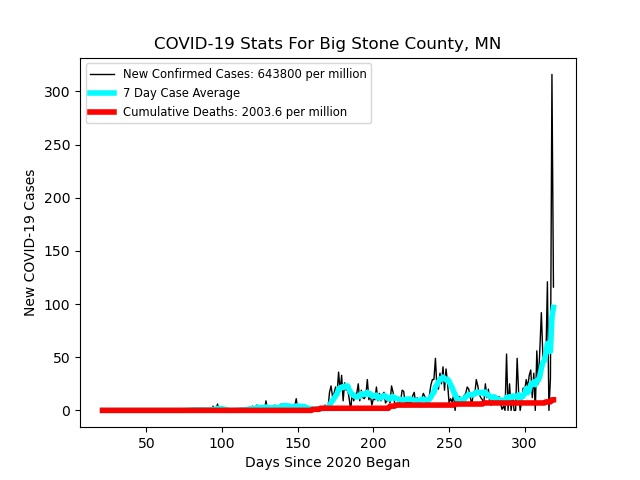 COVID-19 Stats For Big Stone County, MN
New Confirmed Cases: 643800 per million
7 Day Case Average
Cumulative Deaths: 2003.6 per million
New COVID-19 Cases
300
250
200
150
100
50
0
50 100 150 200 250 300
Days Since 2020 Began